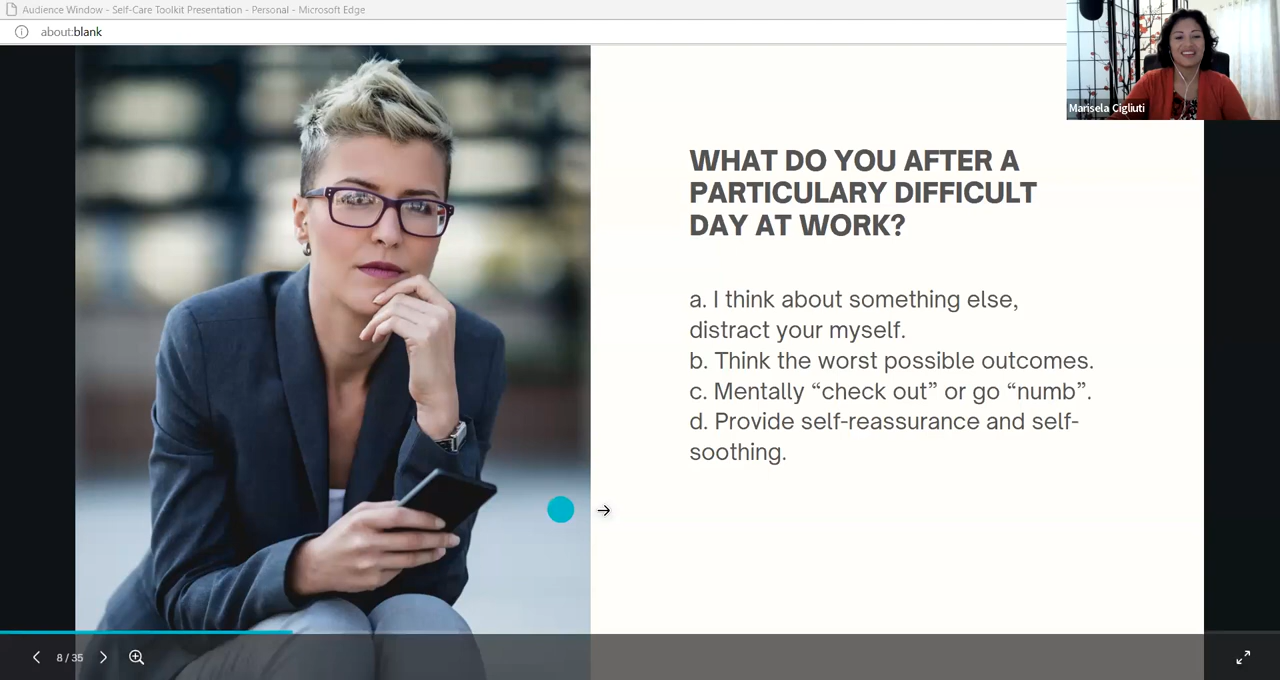 Audience Window - Self-Care Toolkit Presentation - Personal - Microsoft Edge
about:blank
Marisela Cigliuti
WHAT DO YOU AFTER A
PARTICULARY DIFFICULT
DAY AT WORK?
a. I think about something else,
distract your myself.
b. Think the worst possible outcomes.
c. Mentally “check out” or go “numb”.
d. Provide self-reassurance and self-
soothing.
8 / 35